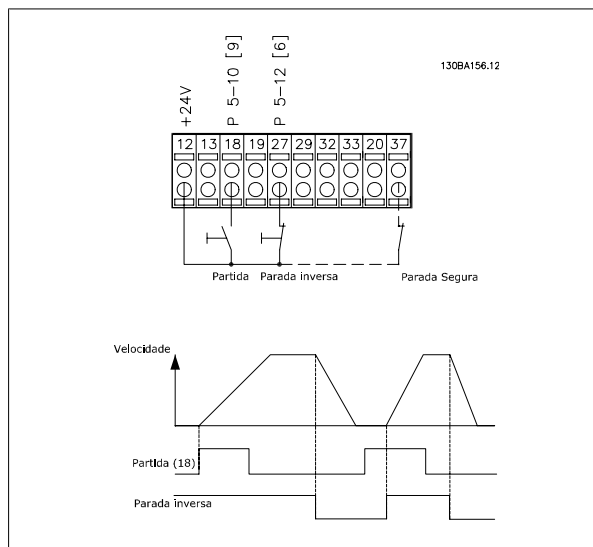 130BA156.12
+24V
P 5-10 [9]
P 5-12 [6]
12 13 18 19 27 29 32 33 20 37
Partida Parada inversa Parada Segura
Velocidade
Partida (18)
Parada inversa